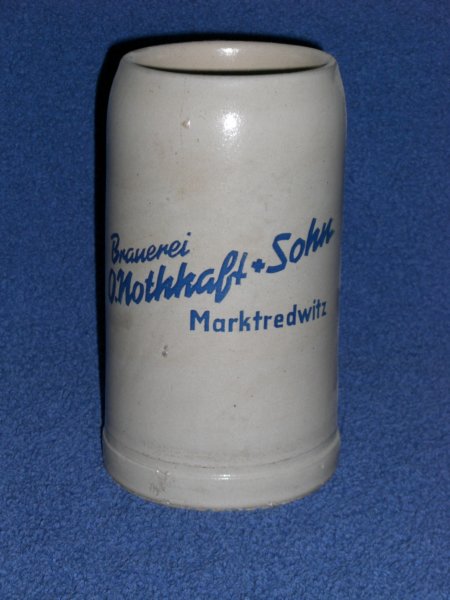 Brauerei
O.Nothhaft + Sohn
Marktredwitz